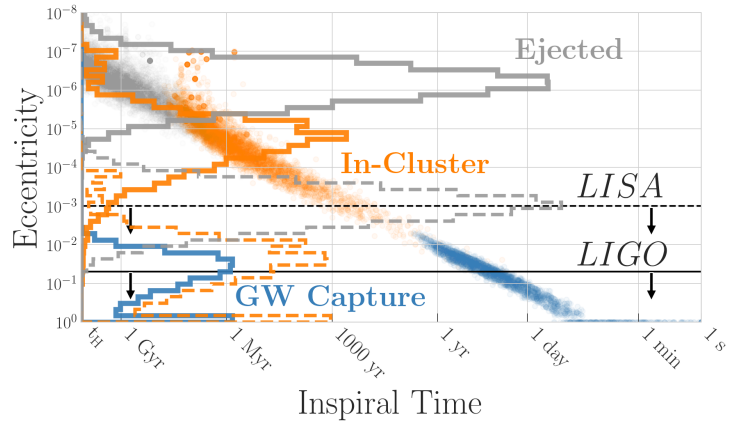 10⁻⁸
10⁻⁷
10⁻⁶
10⁻⁵
10⁻⁴
10⁻³
10⁻²
10⁻¹
10⁰
Eccentricity
Ejected
In-Cluster
LISA
LIGO
GW Capture
t_H
1 Gyr
1 Myr
1000 yr
1 yr
1 day
1 min
1 s
Inspiral Time